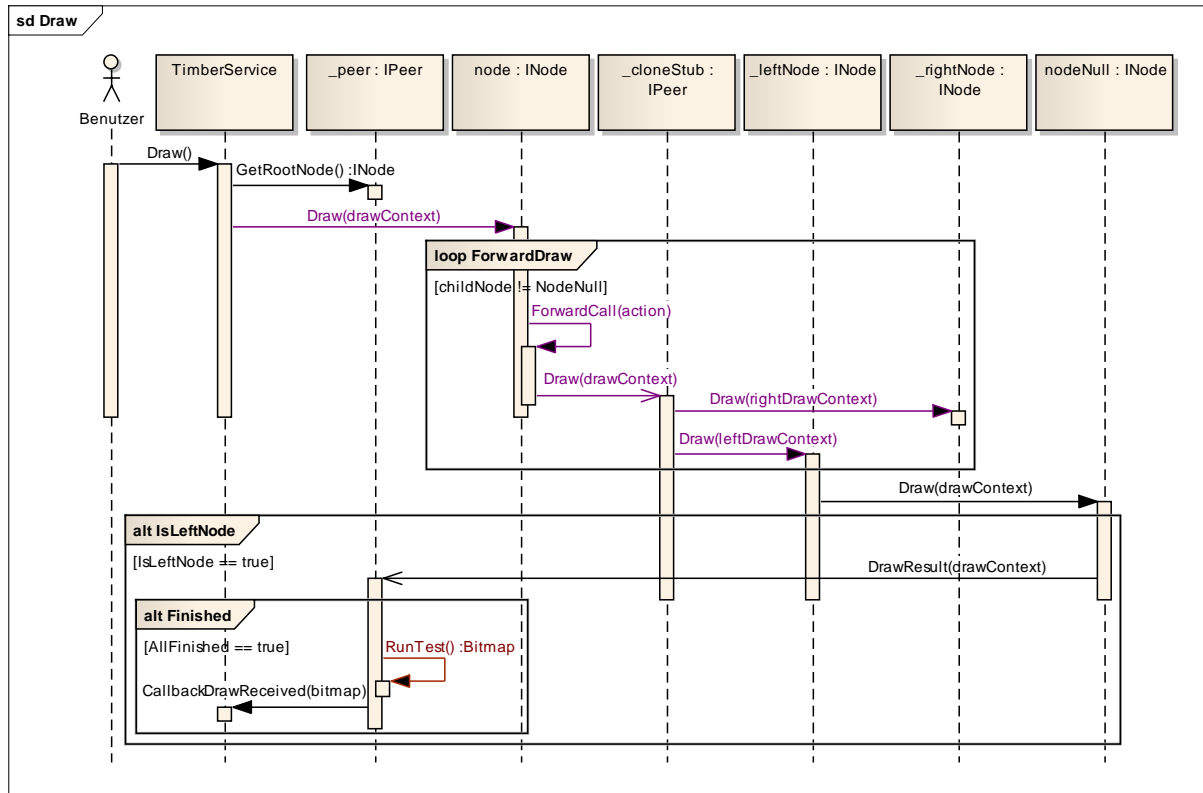 sd Draw
Benutzer
TimberService
_peer : IPeer
node : INode
_cloneStub :
IPeer
_leftNode : INode
_rightNode :
INode
nodeNull : INode
Draw()
GetRootNode() :INode
Draw(drawContext)
loop ForwardDraw
[childNode != NodeNull]
ForwardCall(action)
Draw(drawContext)
Draw(rightDrawContext)
Draw(leftDrawContext)
Draw(drawContext)
alt IsLeftNode
[IsLeftNode == true]
DrawResult(drawContext)
alt Finished
[AllFinished == true]
RunTest() :Bitmap
CallbackDrawReceived(bitmap)